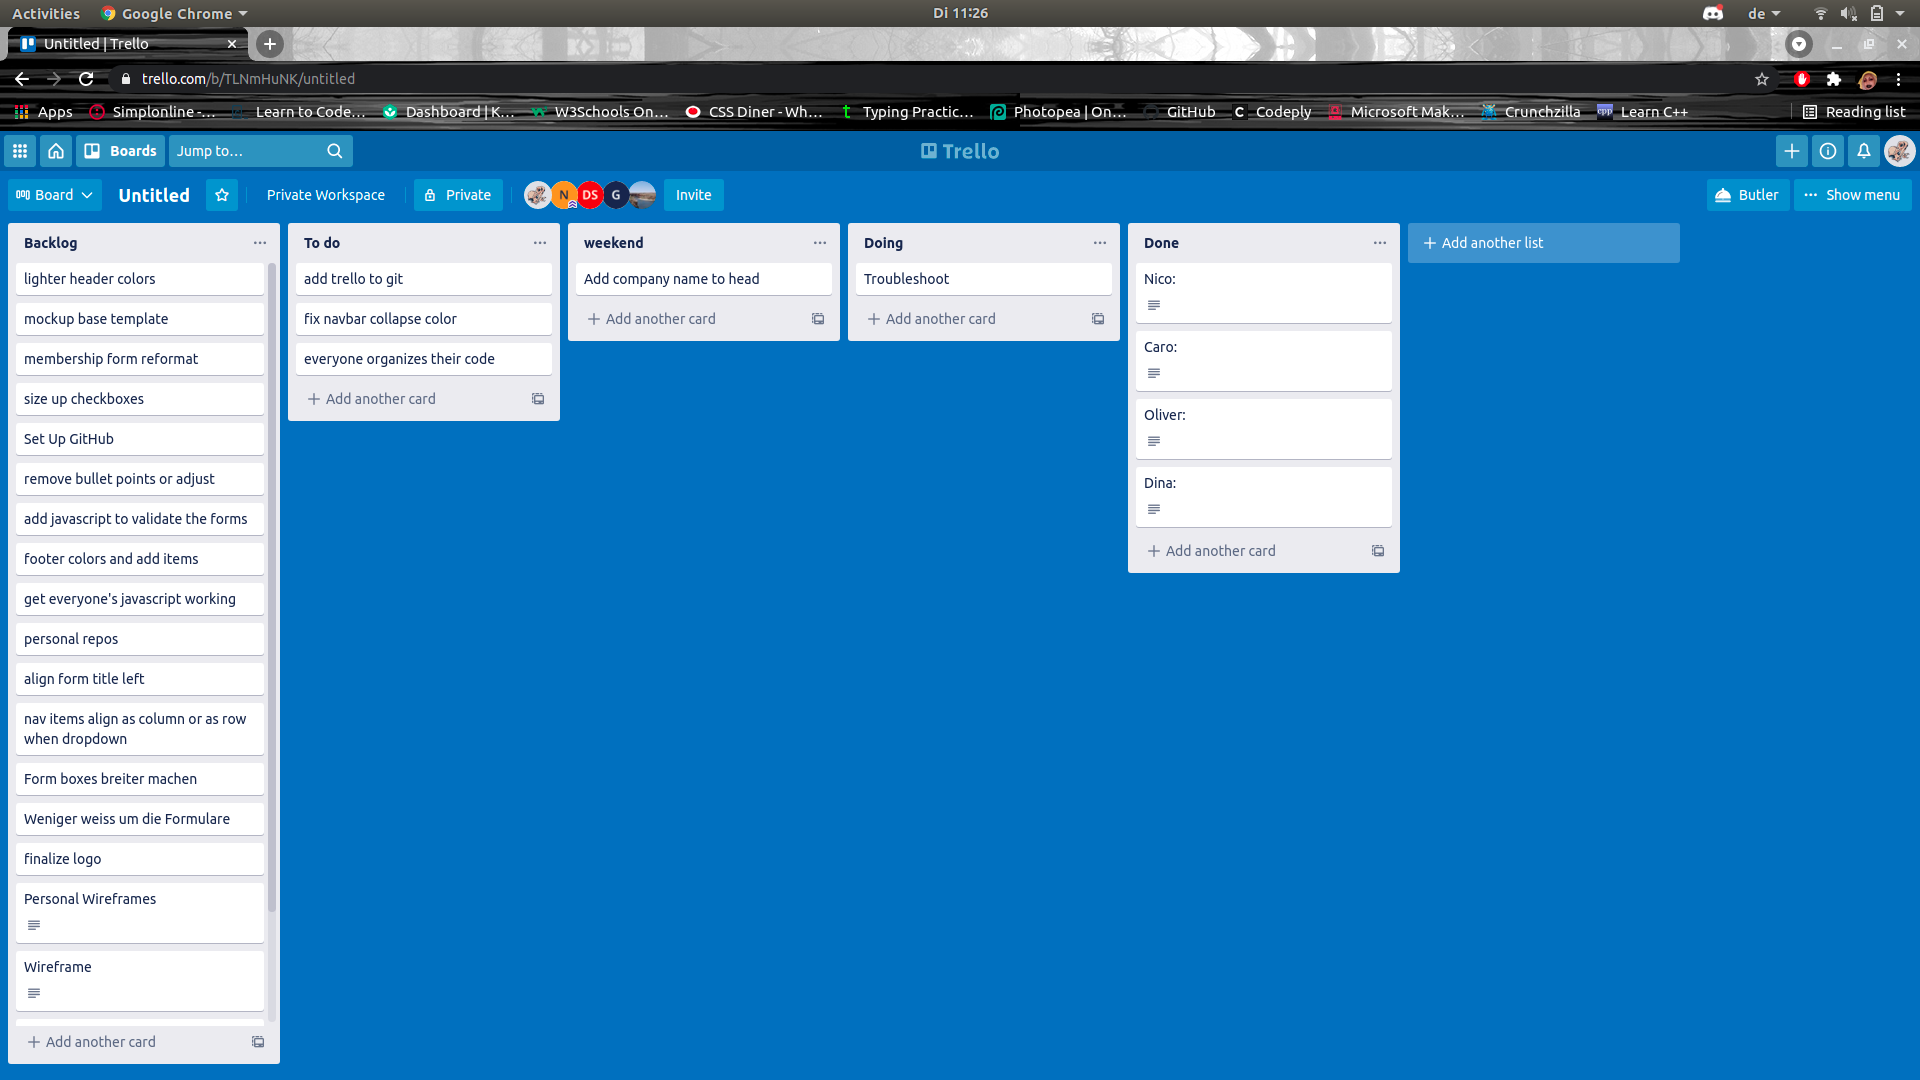 Activities
Google Chrome
Di 11:26
de
Untitled | Trello
trello.com/b/TLNmHuNK/untitled
Apps
Simplonline -...
Learn to Code...
Dashboard | K...
W3Schools On...
CSS Diner - Wh...
Typing Practic...
Photopea | On...
GitHub
Codeply
Microsoft Mak...
Crunchzilla
Learn C++
Reading list
Boards
Jump to...
Trello
Board
Untitled
Private Workspace
Private
N
DS
G
Invite
Butler
Show menu
Backlog
lighter header colors
mockup base template
membership form reformat
size up checkboxes
Set Up GitHub
remove bullet points or adjust
add javascript to validate the forms
footer colors and add items
get everyone's javascript working
personal repos
align form title left
nav items align as column or as row
when dropdown
Form boxes breiter machen
Weniger weiss um die Formulare
finalize logo
Personal Wireframes
Wireframe
Add another card
To do
add trello to git
fix navbar collapse color
everyone organizes their code
Add another card
weekend
Add company name to head
Add another card
Doing
Troubleshoot
Add another card
Done
Nico:
Caro:
Oliver:
Dina:
Add another card
Add another list